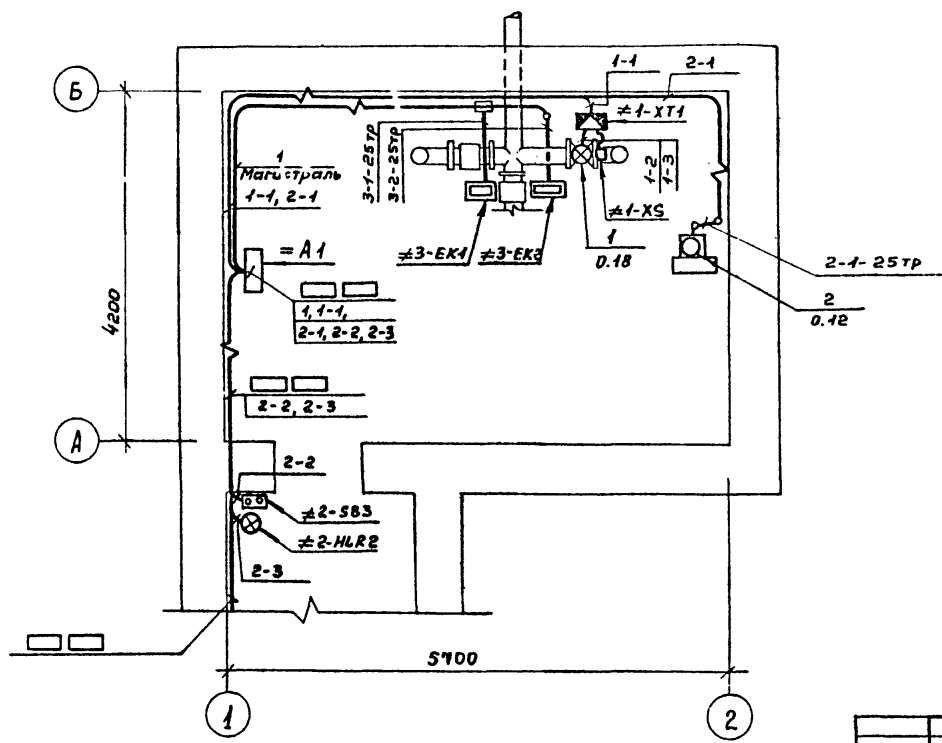 Б
1-1
2-1
≠1-XT1
3-1-25тр
3-2-25тр
1-2
1-3
1
Магистраль
1-1, 2-1
≠1-XS
= А1
≠3-ЕК1
≠3-ЕК2
1
0.18
2-1-25тр
2
0.12
1, 1-1,
2-1, 2-2, 2-3
4200
2-2, 2-3
А
2-2
≠2-SB3
≠2-HLR2
2-3
5700
1
2